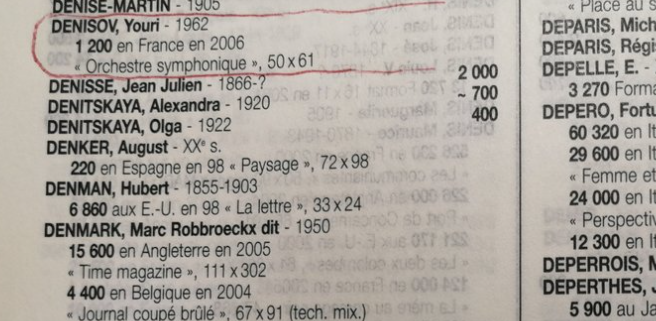 DENISE-MARTIN - 1905
DENISOV, Youri - 1962
1 200 en France en 2006
« Orchestre symphonique », 50 x 61
DENISSE, Jean Julien - 1866-? 2 000
DENITSKAYA, Alexandra - 1920 ~ 700
DENITSKAYA, Olga - 1922 400
DENKER, August - XXe s.
220 en Espagne en 98 « Paysage », 72 x 98
DENMAN, Hubert - 1855-1903
6 860 aux E.-U. en 98 « La lettre », 33 x 24
DENMARK, Marc Robbroeckx dit - 1950
15 600 en Angleterre en 2005
« Time magazine », 111 x 302
4 400 en Belgique en 2004
« Journal coupé brûlé », 67 x 91 (tech. mix.)
« Place au s
DEPARIS, Mich
DEPARIS, Régis
DEPELLE, E. -
3 270 Forma
DEPERO, Fortu
60 320 en It
29 600 en It
« Femme et
24 000 en It
« Perspectiv
12 300 en It
DEPERROIS, M
DEPERTHES, J
5 900 au Ja